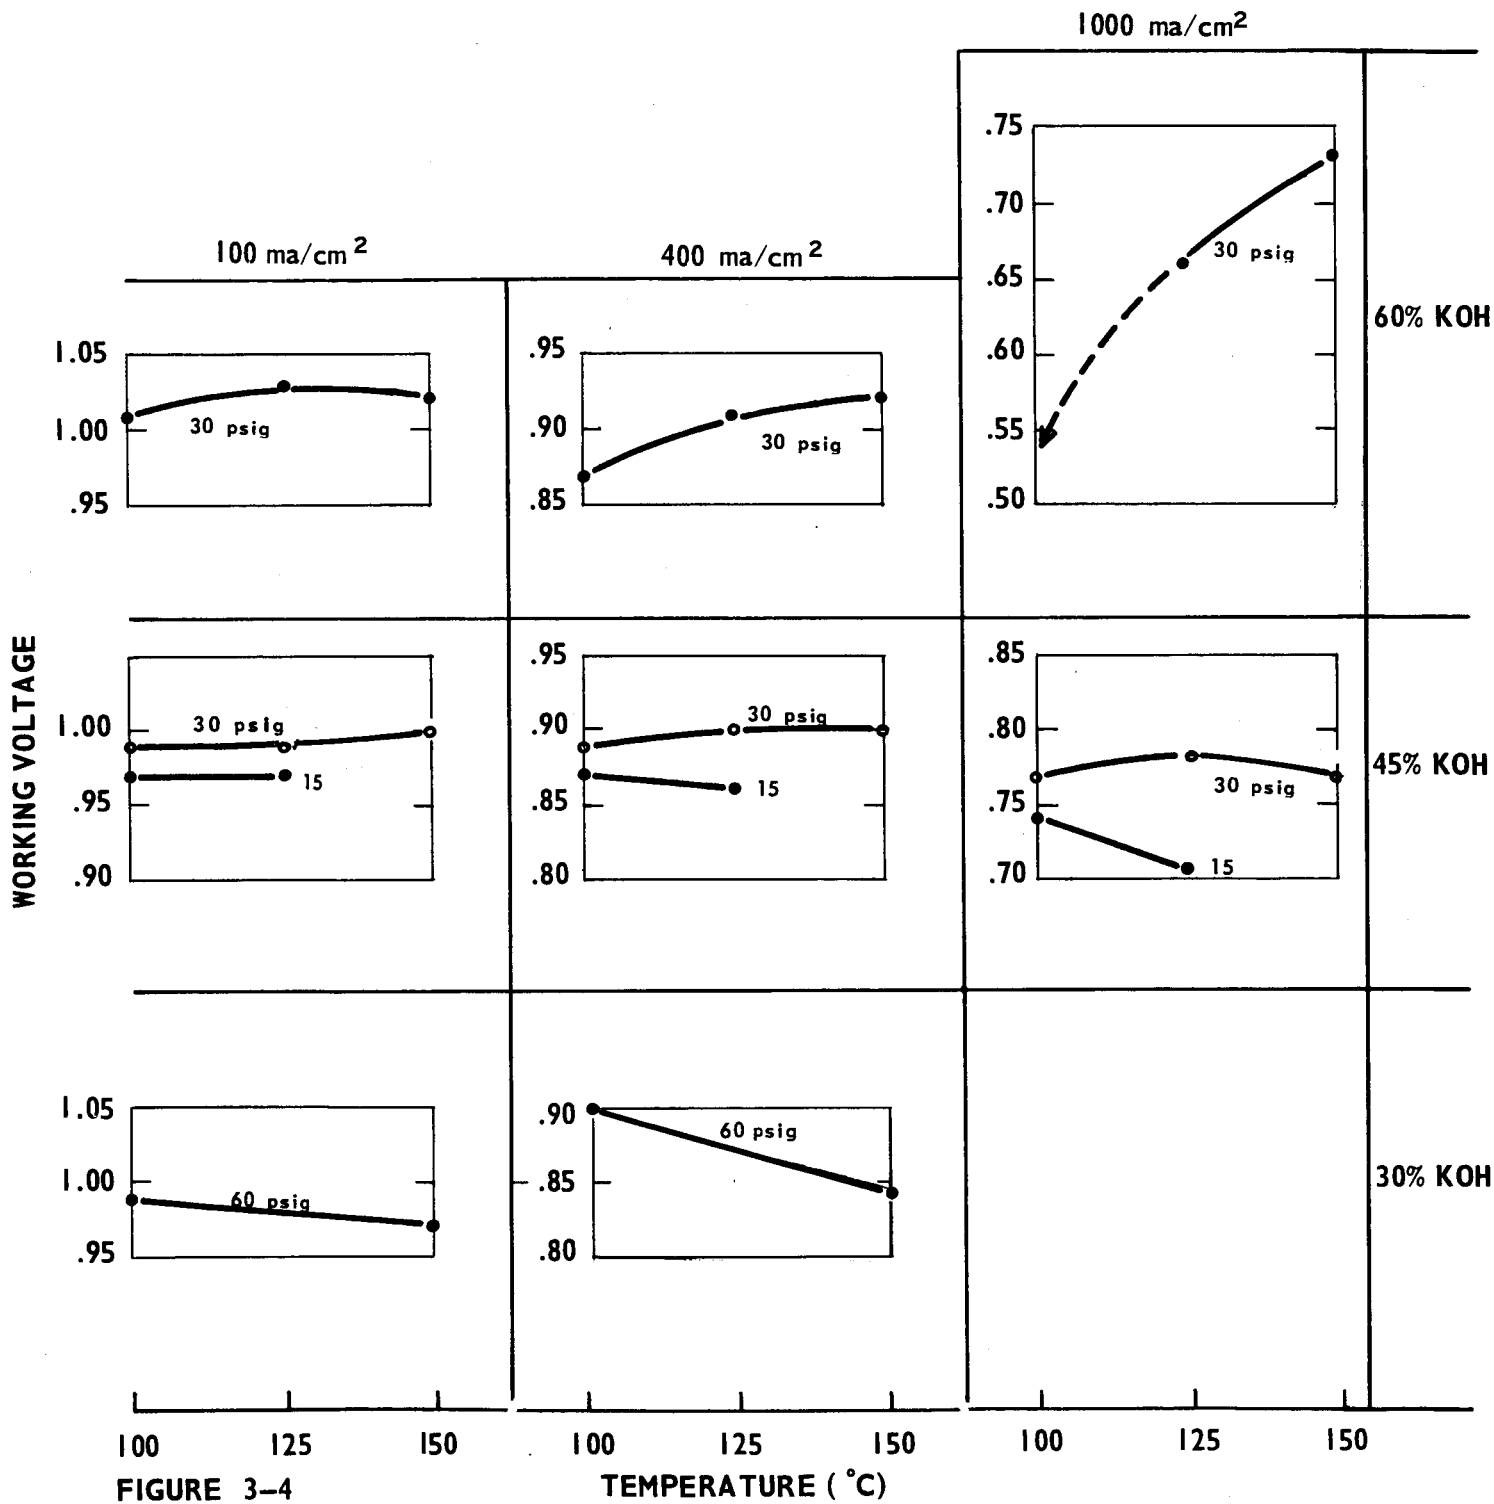 1000 ma/cm²
100 ma/cm²
400 ma/cm²
.75
.70
.65
.60
.55
.50
30 psig
60% KOH
1.05
1.00
.95
30 psig
.95
.90
.85
30 psig
WORKING VOLTAGE
1.00
.95
.90
30 psig
15
.95
.90
.85
.80
30 psig
15
.85
.80
.75
.70
30 psig
15
45% KOH
1.05
1.00
.95
60 psig
.90
.85
.80
60 psig
30% KOH
100 125 150 100 125 150 100 125 150
FIGURE 3-4 TEMPERATURE (°C)